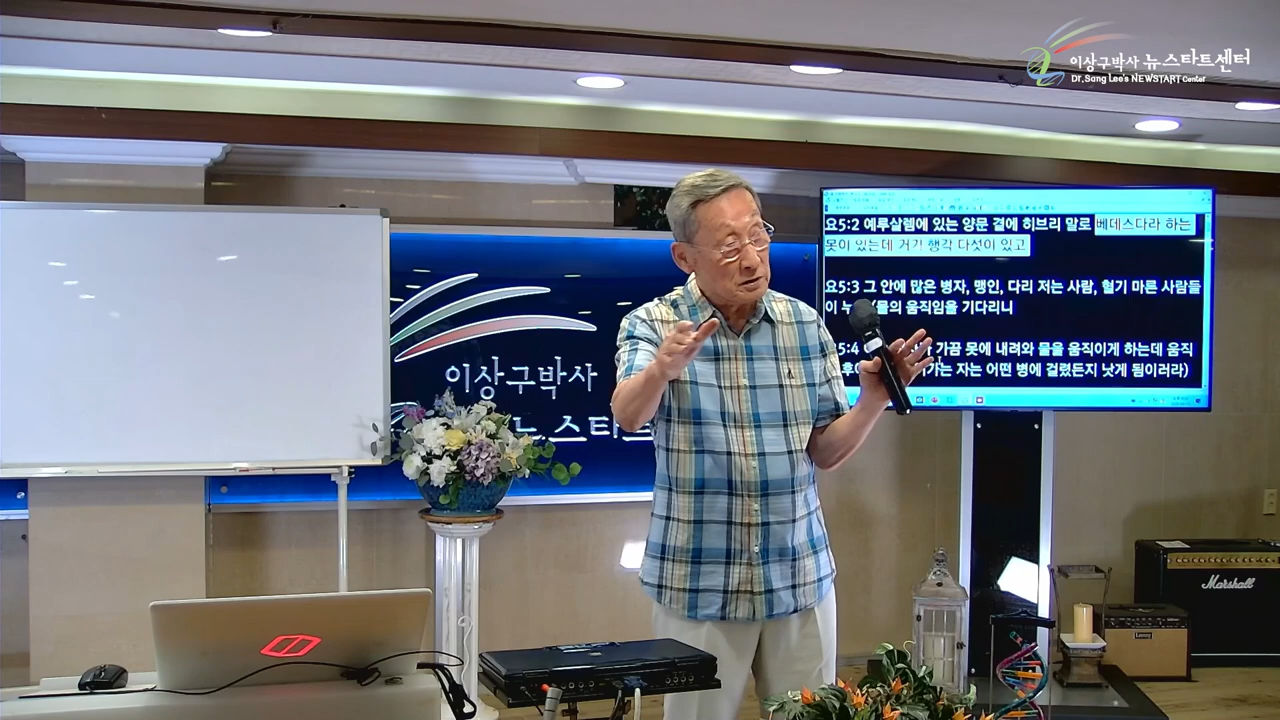 이상구박사 뉴스타트센터
Dr. Sang Lee's NEWSTART Center
요5:2 예루살렘에 있는 양문 곁에 히브리 말로 베데스다라 하는
못이 있는데 거기 행각 다섯이 있고
요5:3 그 안에 많은 병자, 맹인, 다리 저는 사람, 혈기 마른 사람들
이 (물의 움직임을 기다리니
5:4 가끔 못에 내려와 물을 움직이게 하는데 움직
자는 어떤 병에 걸렸든지 낫게 됨이러라)
이상구박사
뉴스타트
Marshall
Laney